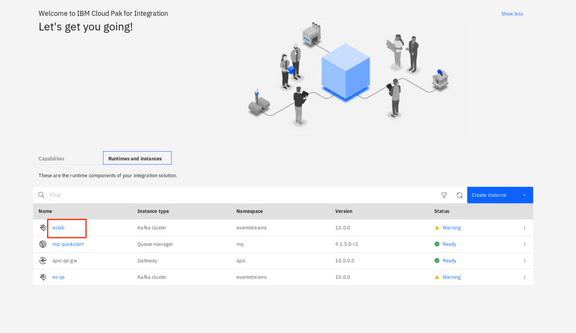 Welcome to IBM Cloud Pak for Integration
Show less
Let's get you going!
Capabilities
Runtimes and instances
These are the runtime components of your integration solution.
Find
Create instance +
Name Instance type Namespace Version Status
eslab Kafka cluster eventstreams 10.0.0 Warning
mq-quickstart Queue manager mq 9.1.5.0-r2 Ready
apic-qs-gw Gateway apic 10.0.0.0 Ready
es-qs Kafka cluster eventstreams 10.0.0 Warning